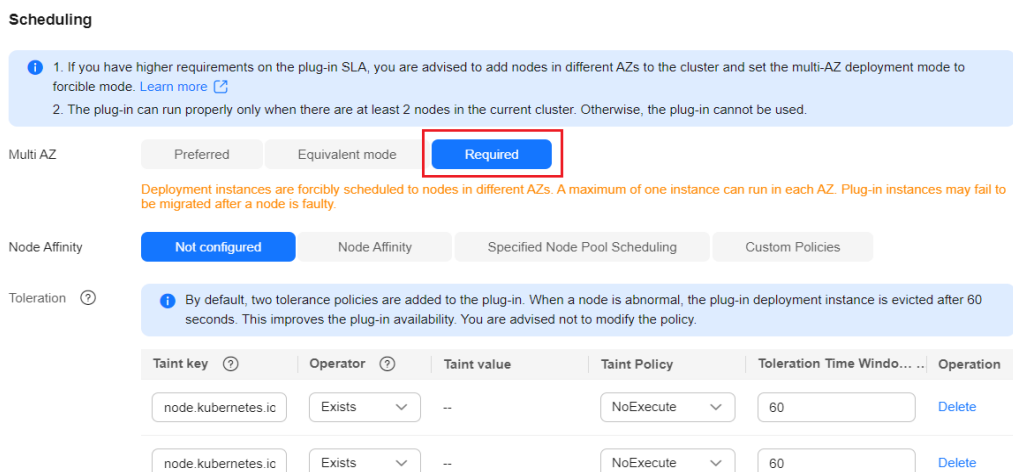 Scheduling
1. If you have higher requirements on the plug-in SLA, you are advised to add nodes in different AZs to the cluster and set the multi-AZ deployment mode to
forcible mode. Learn more
2. The plug-in can run properly only when there are at least 2 nodes in the current cluster. Otherwise, the plug-in cannot be used.
Multi AZ Preferred Equivalent mode Required
Deployment instances are forcibly scheduled to nodes in different AZs. A maximum of one instance can run in each AZ. Plug-in instances may fail to
be migrated after a node is faulty.
Node Affinity Not configured Node Affinity Specified Node Pool Scheduling Custom Policies
Toleration ? By default, two tolerance policies are added to the plug-in. When a node is abnormal, the plug-in deployment instance is evicted after 60
seconds. This improves the plug-in availability. You are advised not to modify the policy.
Taint key ? Operator ? Taint value Taint Policy Toleration Time Windo... .. Operation
node.kubernetes.ic Exists -- NoExecute 60 Delete
node.kubernetes.ic Exists -- NoExecute 60 Delete